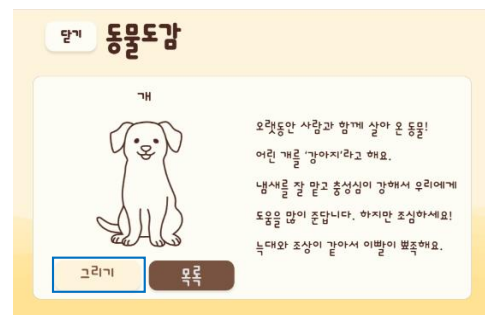 닫기
동물도감
개
오랫동안 사람과 함께 살아 온 동물!
어린 개를 '강아지'라고 해요.
냄새를 잘 맡고 충성심이 강해서 우리에게
도움을 많이 준답니다. 하지만 조심하세요!
늑대와 조상이 같아서 이빨이 뾰족해요.
그리기
목록